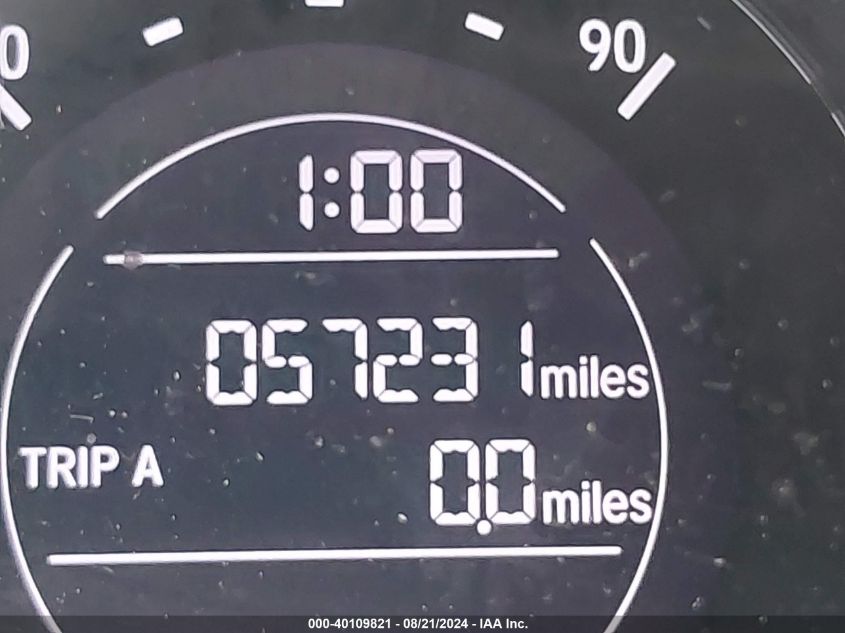 0 90
1:00
057231 miles
TRIP A 0.0 miles
000-40109821 - 08/21/2024 - IAA Inc.